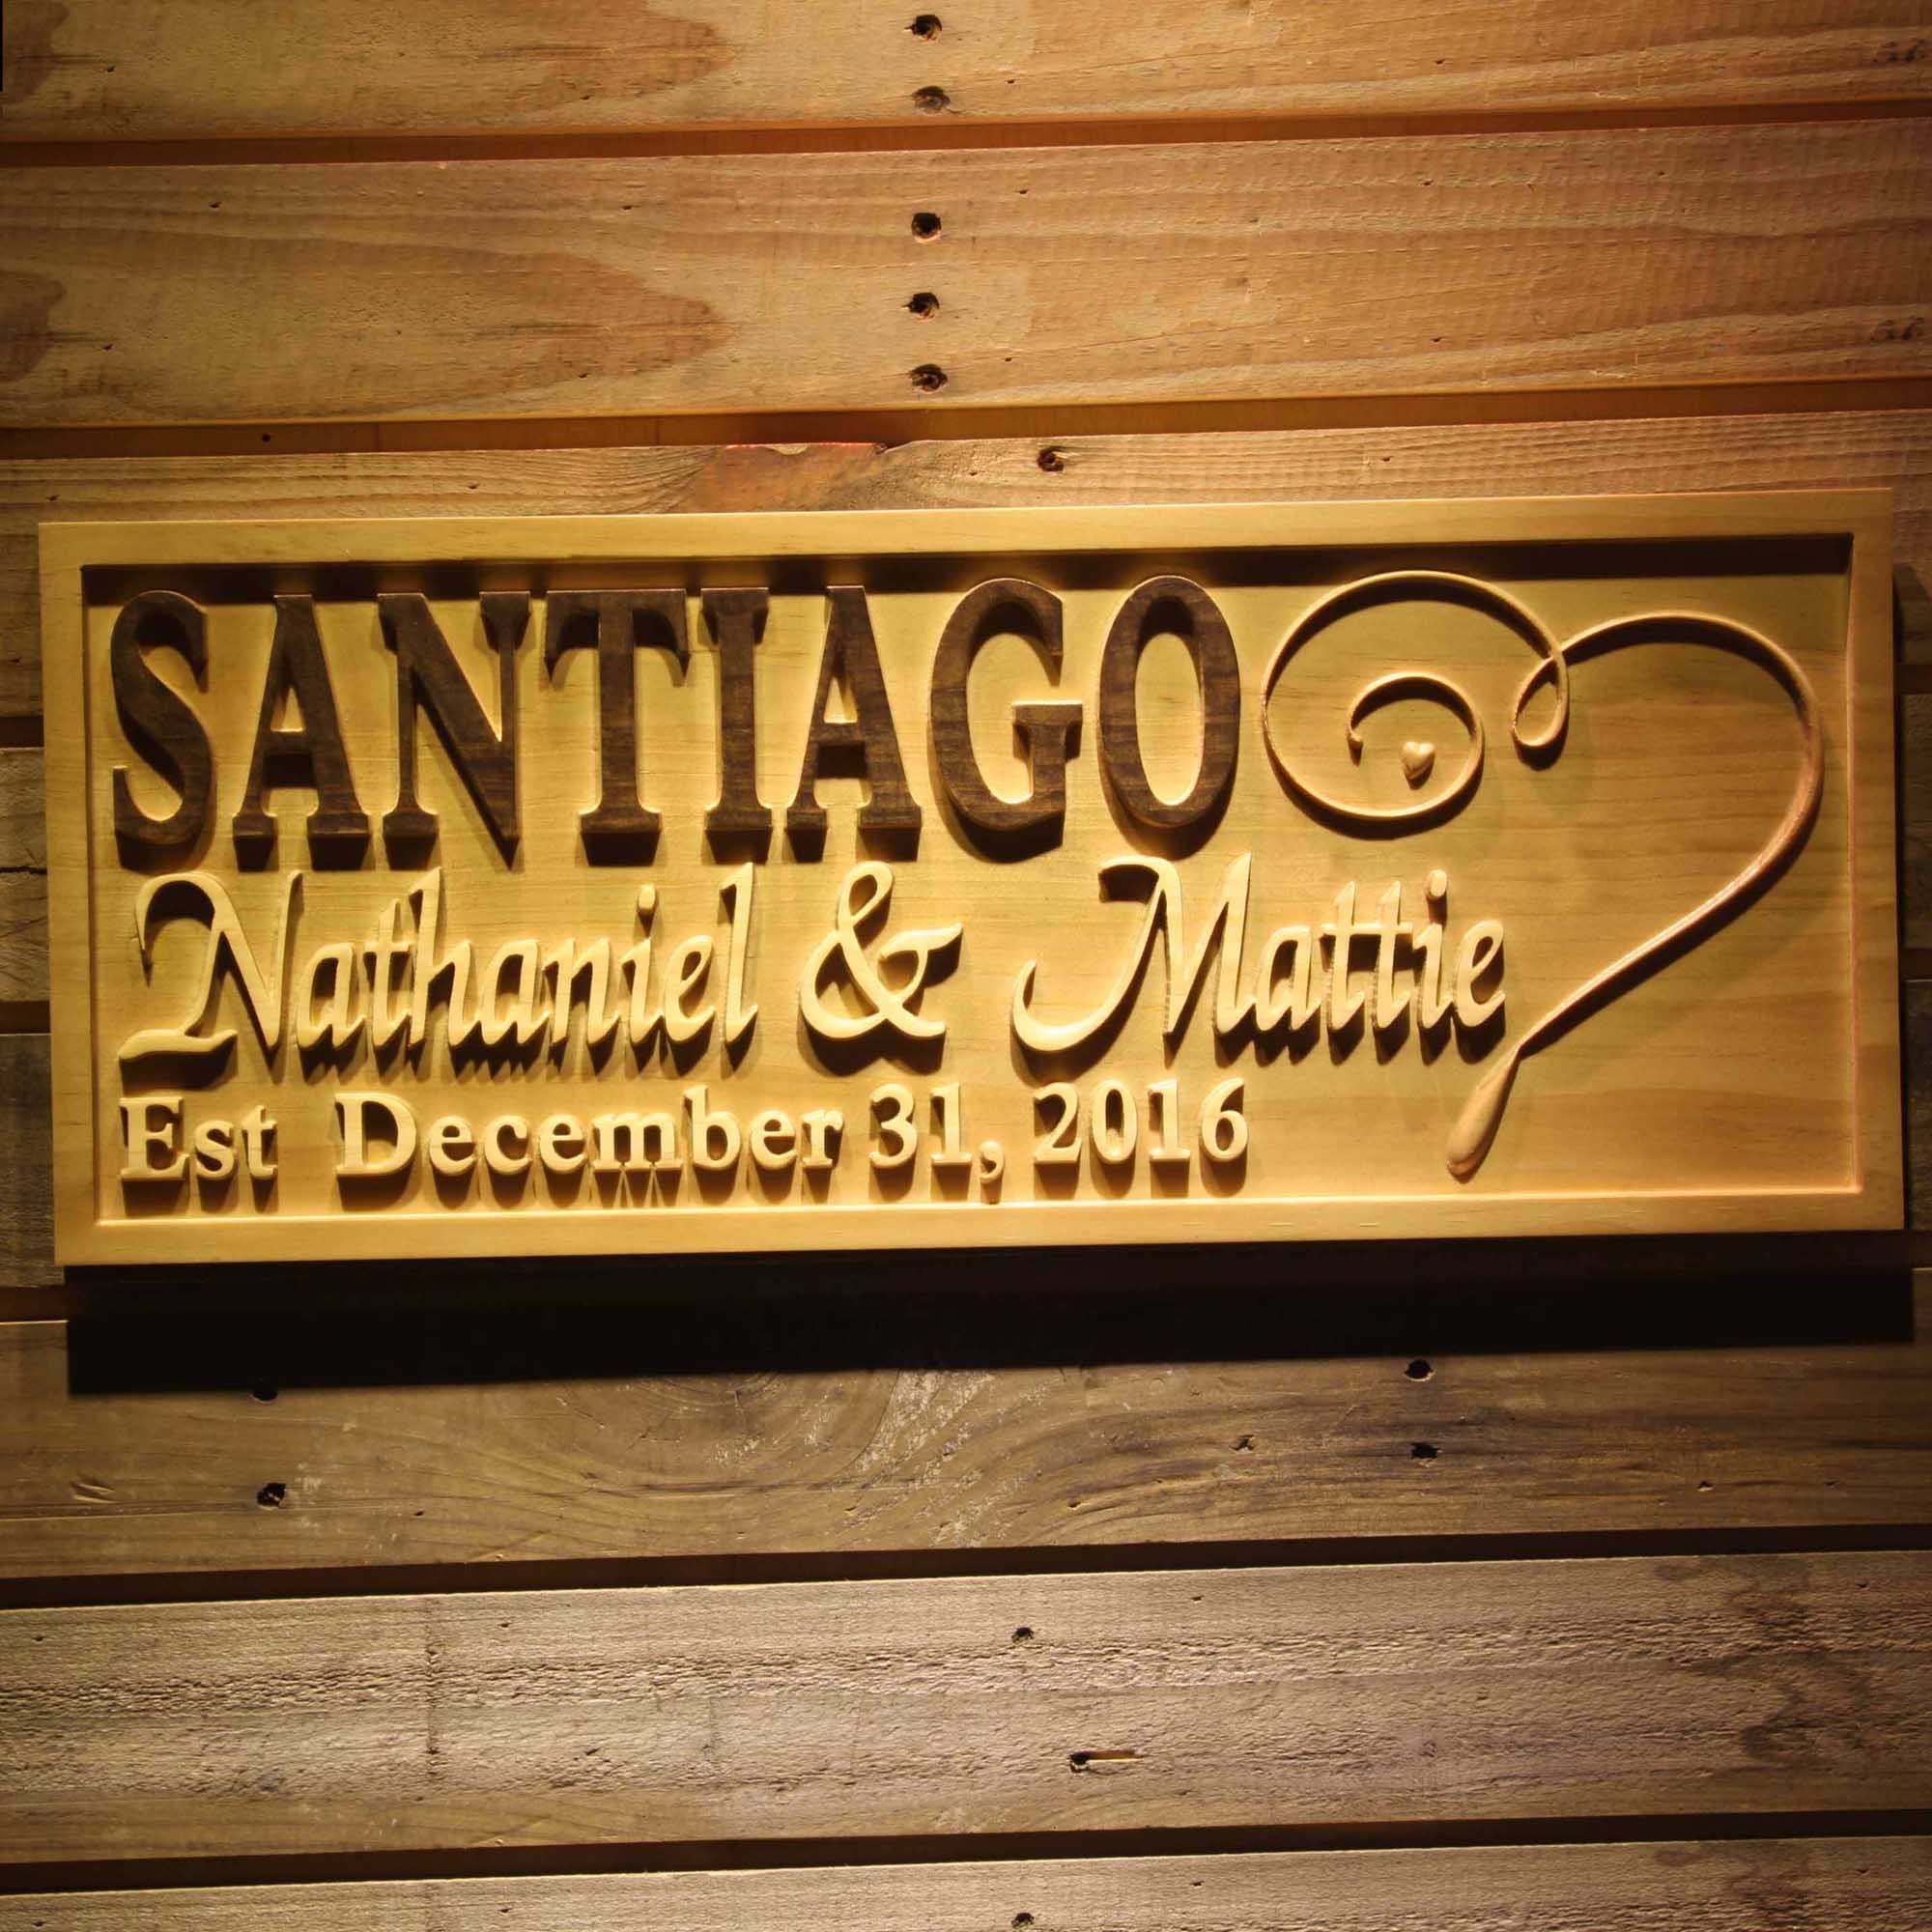 SANTIAGO
Nathaniel & Mattie
Est December 31, 2016